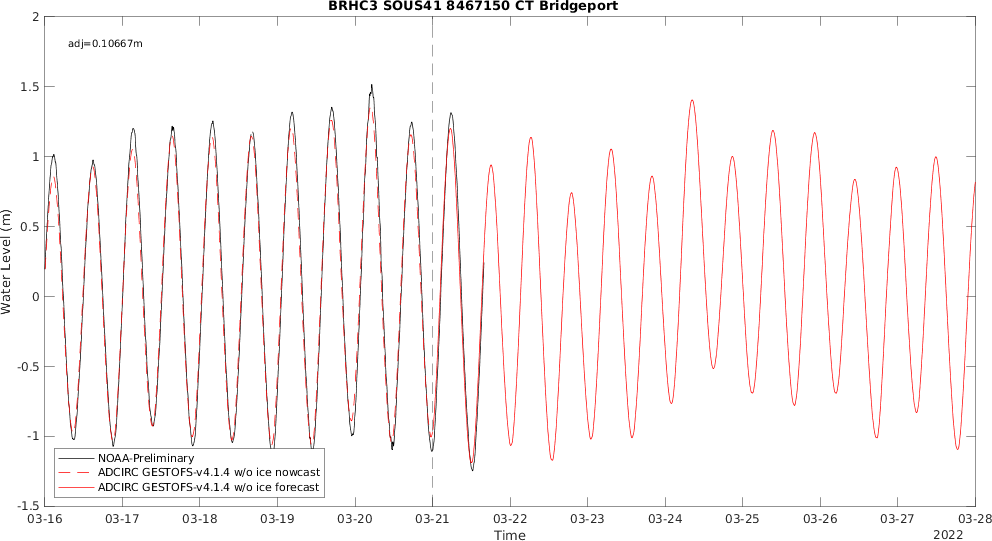 BRHC3 SOUS41 8467150 CT Bridgeport
adj=0.10667m
Water Level (m)
2
1.5
1
0.5
0
-0.5
-1
-1.5
NOAA-Preliminary
ADCIRC GESTOFS-v4.1.4 w/o ice nowcast
ADCIRC GESTOFS-v4.1.4 w/o ice forecast
03-16 03-17 03-18 03-19 03-20 03-21 03-22 03-23 03-24 03-25 03-26 03-27 03-28
Time
2022